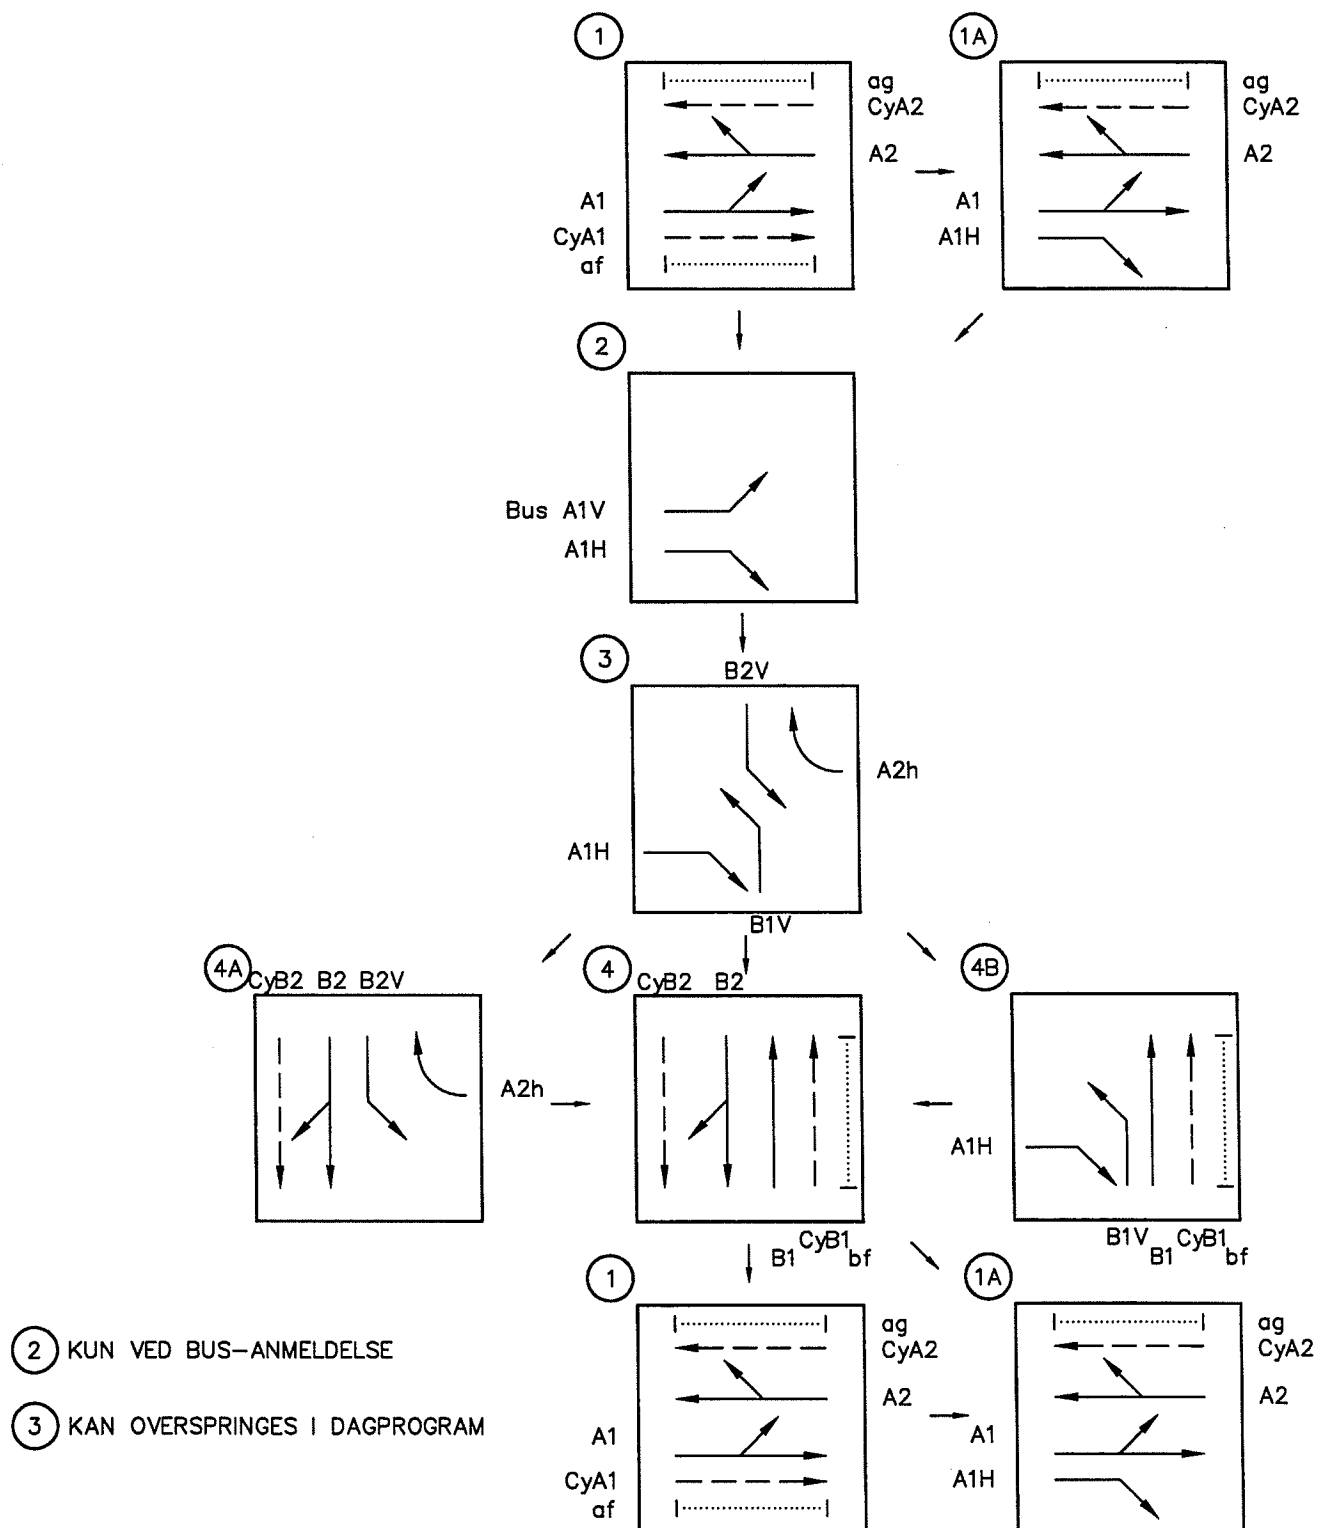 1
1A
ag
CyA2
A2
A1
CyA1
af
ag
CyA2
A2
A1
A1H
2
Bus A1V
A1H
3
B2V
A2h
A1H
B1V
4A
CyB2 B2 B2V
A2h
4
CyB2 B2
B1 CyB1 bf
4B
A1H
B1V B1 CyB1 bf
1
1A
ag
CyA2
A2
A1
CyA1
af
ag
CyA2
A2
A1
A1H
2 KUN VED BUS-ANMELDELSE
3 KAN OVERSPRINGES I DAGPROGRAM